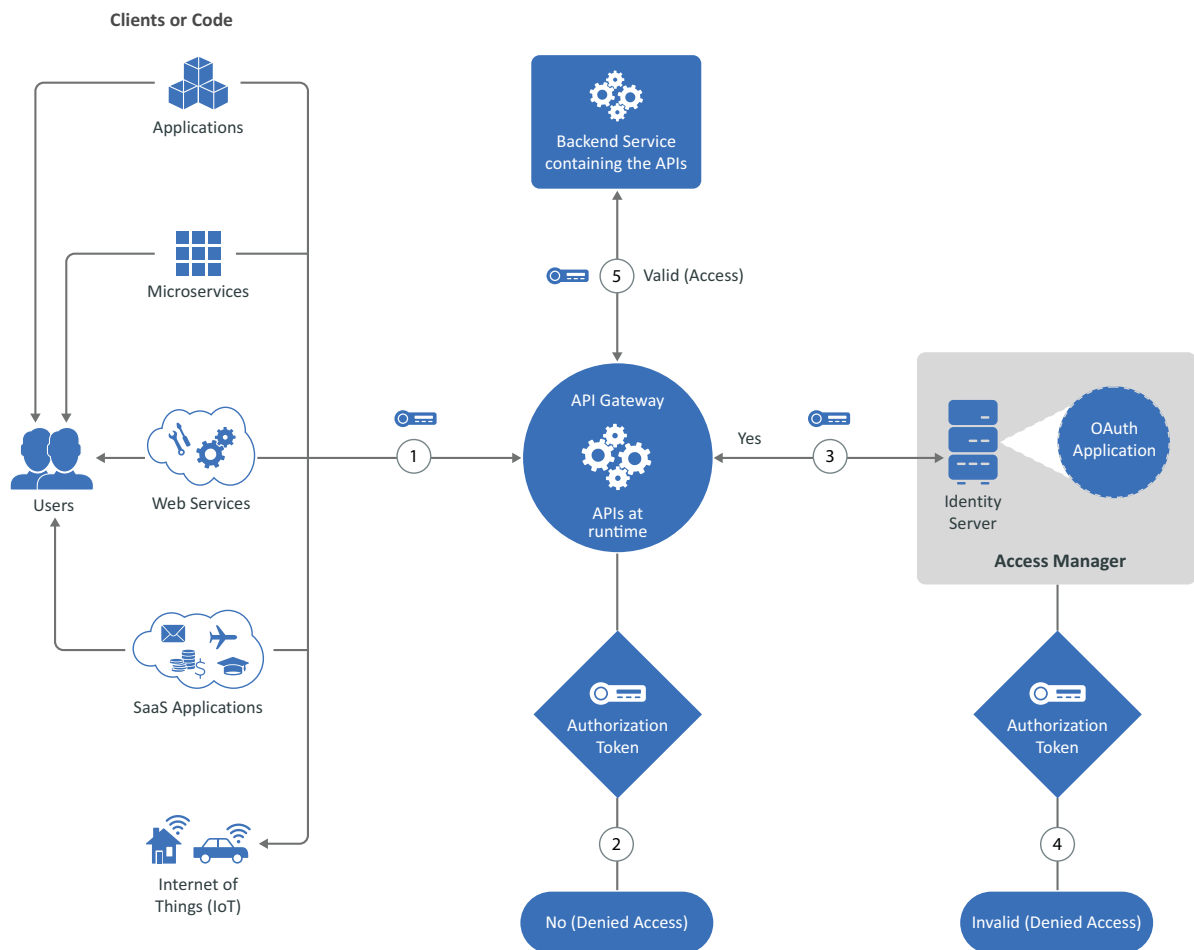 Clients or Code
Applications
Microservices
Users
Web Services
SaaS Applications
$
Internet of
Things (IoT)
1
Backend Service
containing the APIs
5
Valid (Access)
API Gateway
APIs at
runtime
Authorization
Token
2
No (Denied Access)
Yes
3
Identity
Server
OAuth
Application
Access Manager
Authorization
Token
4
Invalid (Denied Access)